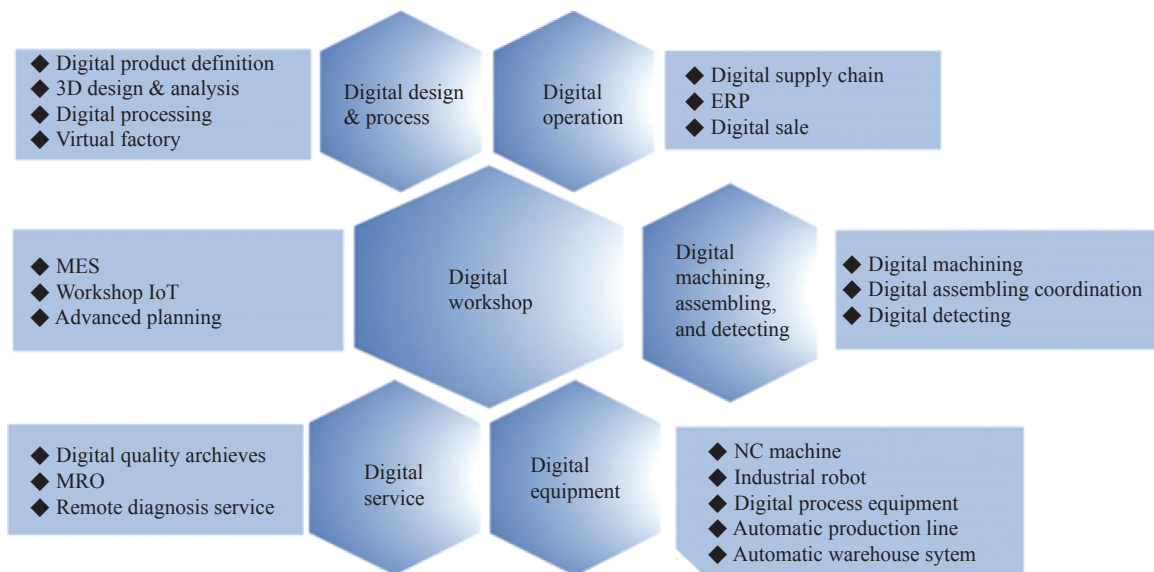 ◆ Digital product definition
◆ 3D design & analysis
◆ Digital processing
◆ Virtual factory
Digital design
& process
Digital
operation
◆ Digital supply chain
◆ ERP
◆ Digital sale
◆ MES
◆ Workshop IoT
◆ Advanced planning
Digital
workshop
Digital
machining,
assembling,
and detecting
◆ Digital machining
◆ Digital assembling coordination
◆ Digital detecting
◆ Digital quality archieves
◆ MRO
◆ Remote diagnosis service
Digital
service
Digital
equipment
◆ NC machine
◆ Industrial robot
◆ Digital process equipment
◆ Automatic production line
◆ Automatic warehouse sytem